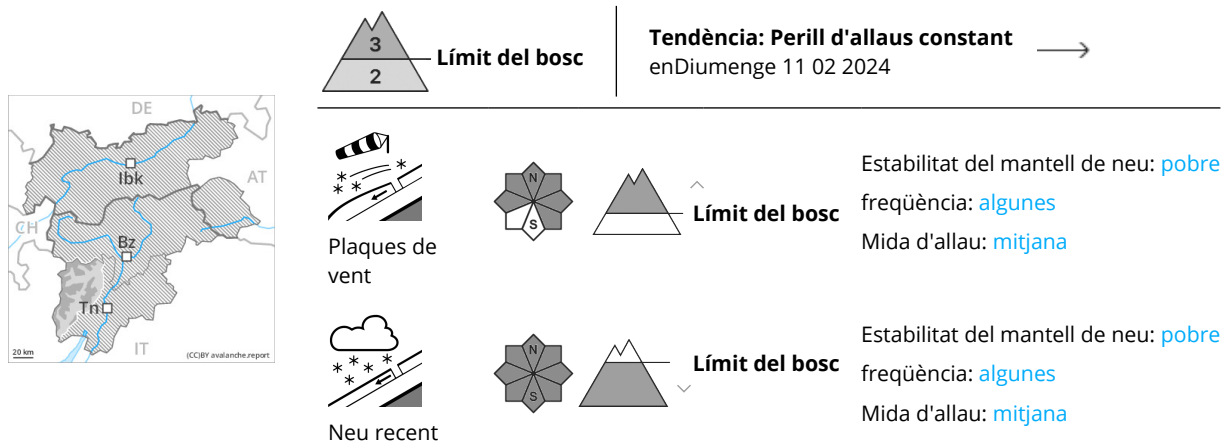 3
2
Límit del bosc
Tendència: Perill d'allaus constant
enDiumenge 11 02 2024
DE
Ibk
AT
CH
Bz
Tn
IT
20 km
(CC)BY avalanche.report
Plaques de
vent
N
S
Límit del bosc
Estabilitat del mantell de neu: pobre
freqüència: algunes
Mida d'allau: mitjana
Neu recent
N
S
Límit del bosc
Estabilitat del mantell de neu: pobre
freqüència: algunes
Mida d'allau: mitjana